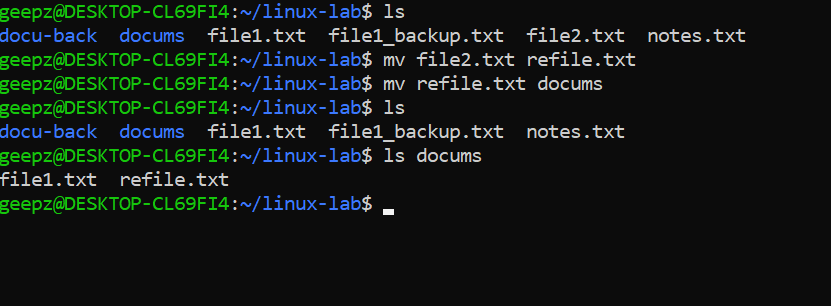 geepz@DESKTOP-CL69FI4:~/linux-lab$ ls
docu-back  docums  file1.txt  file1_backup.txt  file2.txt  notes.txt
geepz@DESKTOP-CL69FI4:~/linux-lab$ mv file2.txt refile.txt
geepz@DESKTOP-CL69FI4:~/linux-lab$ mv refile.txt docums
geepz@DESKTOP-CL69FI4:~/linux-lab$ ls
docu-back  docums  file1.txt  file1_backup.txt  notes.txt
geepz@DESKTOP-CL69FI4:~/linux-lab$ ls docums
file1.txt  refile.txt
geepz@DESKTOP-CL69FI4:~/linux-lab$